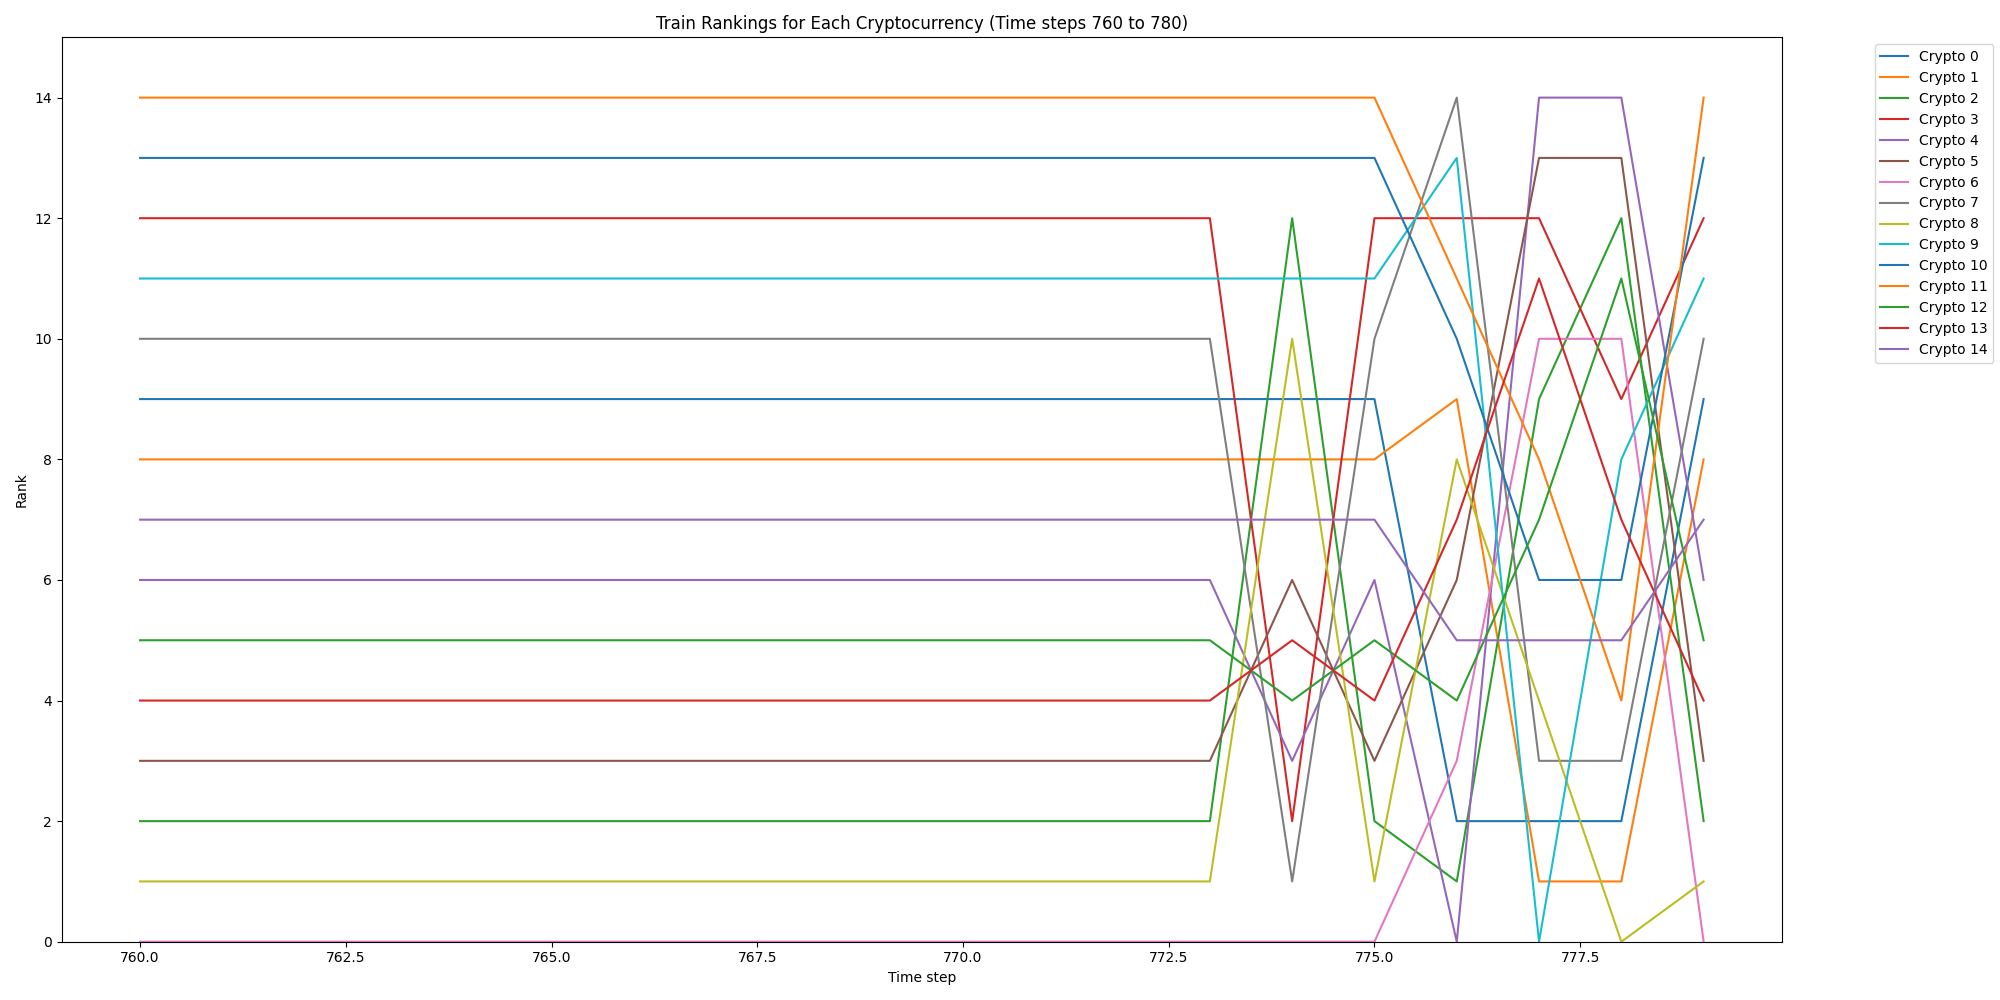 Train Rankings for Each Cryptocurrency (Time steps 760 to 780)
Rank
14
12
10
8
6
4
2
0
760.0 762.5 765.0 767.5 770.0 772.5 775.0 777.5
Time step
Crypto 0
Crypto 1
Crypto 2
Crypto 3
Crypto 4
Crypto 5
Crypto 6
Crypto 7
Crypto 8
Crypto 9
Crypto 10
Crypto 11
Crypto 12
Crypto 13
Crypto 14